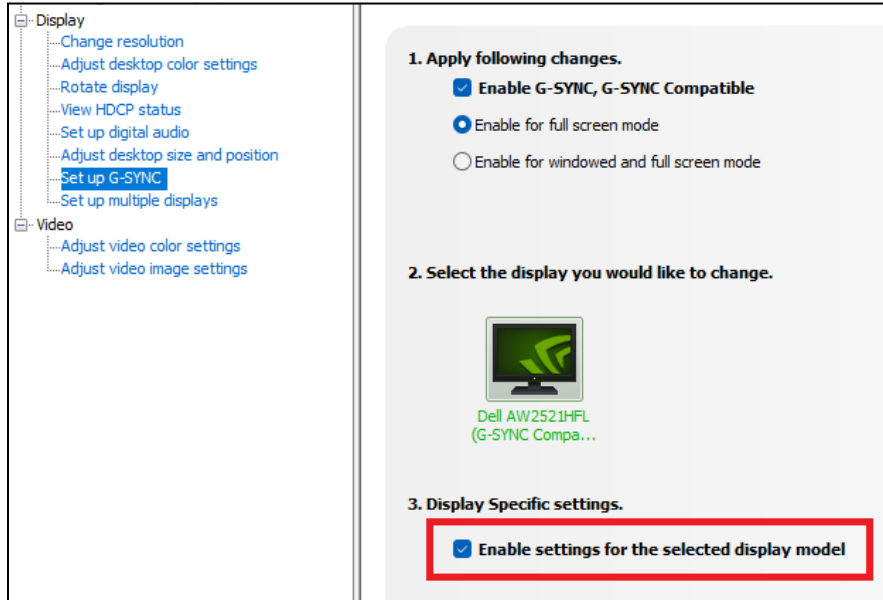 Display
Change resolution
Adjust desktop color settings
Rotate display
View HDCP status
Set up digital audio
Adjust desktop size and position
Set up G-SYNC
Set up multiple displays
Video
Adjust video color settings
Adjust video image settings
1. Apply following changes.
Enable G-SYNC, G-SYNC Compatible
Enable for full screen mode
Enable for windowed and full screen mode
2. Select the display you would like to change.
Dell AW2521HFL
(G-SYNC Compa...
3. Display Specific settings.
Enable settings for the selected display model